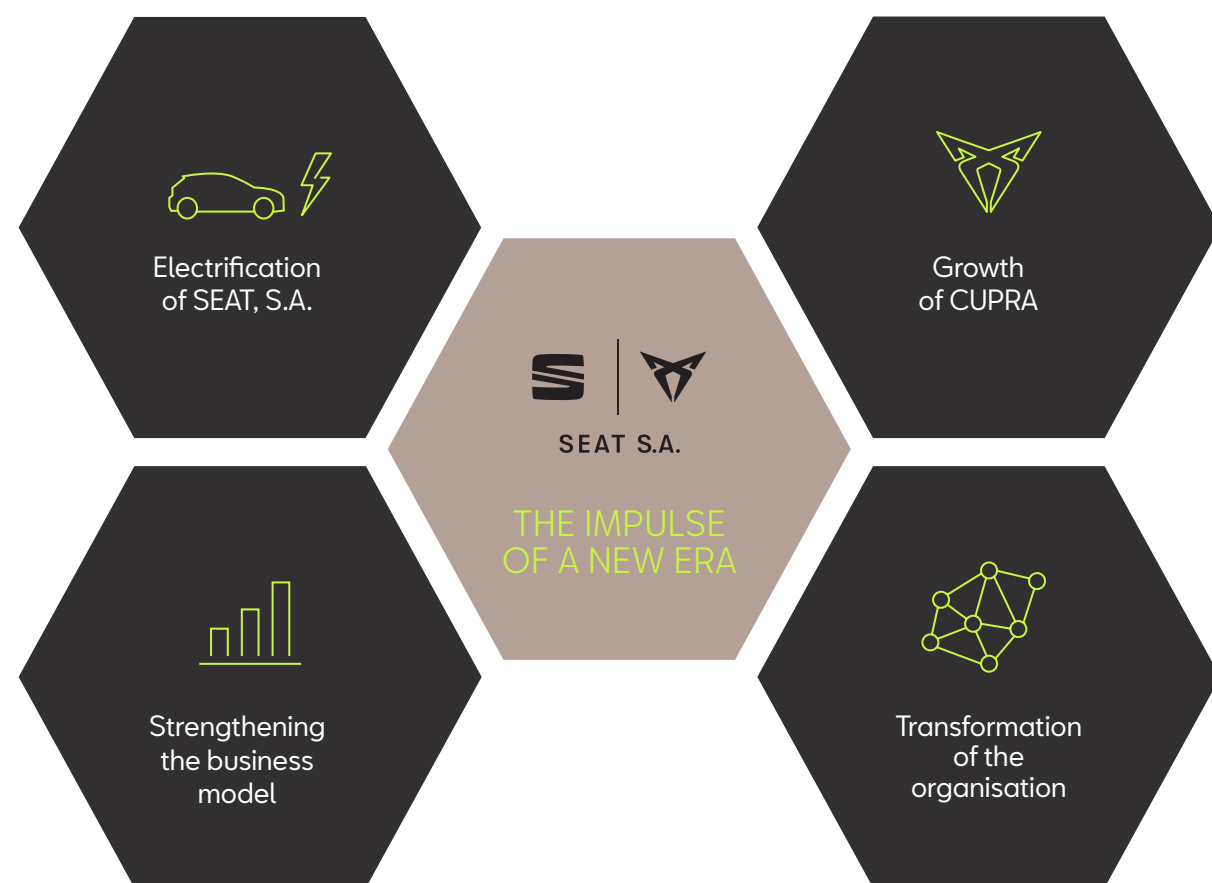 Electrification
of SEAT, S.A.
Growth
of CUPRA
SEAT S.A.
THE IMPULSE
OF A NEW ERA
Strengthening
the business
model
Transformation
of the
organisation